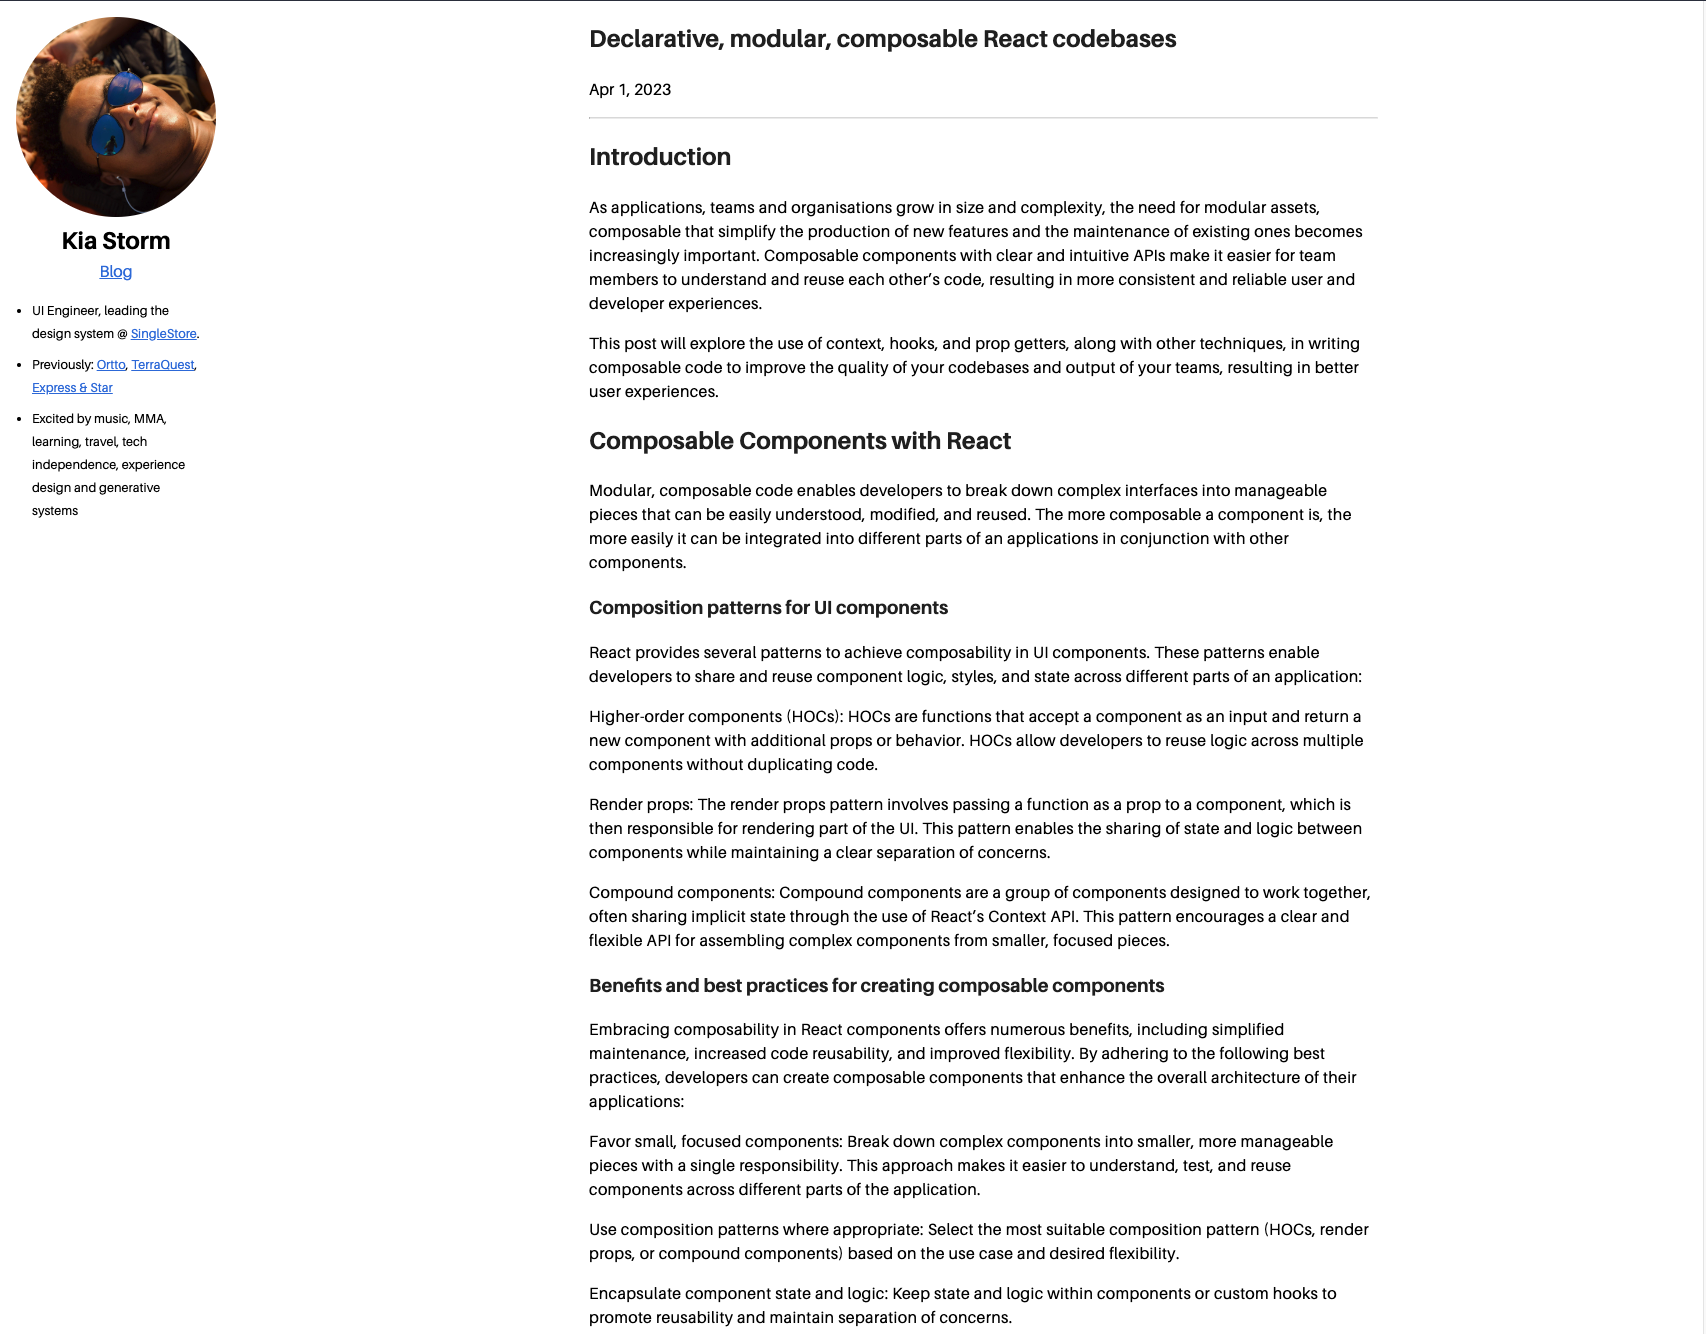 Kia Storm
Blog
UI Engineer, leading the
design system @ SingleStore.
Previously: Ortto, TerraQuest,
Express & Star
Excited by music, MMA,
learning, travel, tech
independence, experience
design and generative
systems
Declarative, modular, composable React codebases
Apr 1, 2023
Introduction
As applications, teams and organisations grow in size and complexity, the need for modular assets,
composable that simplify the production of new features and the maintenance of existing ones becomes
increasingly important. Composable components with clear and intuitive APIs make it easier for team
members to understand and reuse each other’s code, resulting in more consistent and reliable user and
developer experiences.
This post will explore the use of context, hooks, and prop getters, along with other techniques, in writing
composable code to improve the quality of your codebases and output of your teams, resulting in better
user experiences.
Composable Components with React
Modular, composable code enables developers to break down complex interfaces into manageable
pieces that can be easily understood, modified, and reused. The more composable a component is, the
more easily it can be integrated into different parts of an applications in conjunction with other
components.
Composition patterns for UI components
React provides several patterns to achieve composability in UI components. These patterns enable
developers to share and reuse component logic, styles, and state across different parts of an application:
Higher-order components (HOCs): HOCs are functions that accept a component as an input and return a
new component with additional props or behavior. HOCs allow developers to reuse logic across multiple
components without duplicating code.
Render props: The render props pattern involves passing a function as a prop to a component, which is
then responsible for rendering part of the UI. This pattern enables the sharing of state and logic between
components while maintaining a clear separation of concerns.
Compound components: Compound components are a group of components designed to work together,
often sharing implicit state through the use of React’s Context API. This pattern encourages a clear and
flexible API for assembling complex components from smaller, focused pieces.
Benefits and best practices for creating composable components
Embracing composability in React components offers numerous benefits, including simplified
maintenance, increased code reusability, and improved flexibility. By adhering to the following best
practices, developers can create composable components that enhance the overall architecture of their
applications:
Favor small, focused components: Break down complex components into smaller, more manageable
pieces with a single responsibility. This approach makes it easier to understand, test, and reuse
components across different parts of the application.
Use composition patterns where appropriate: Select the most suitable composition pattern (HOCs, render
props, or compound components) based on the use case and desired flexibility.
Encapsulate component state and logic: Keep state and logic within components or custom hooks to
promote reusability and maintain separation of concerns.